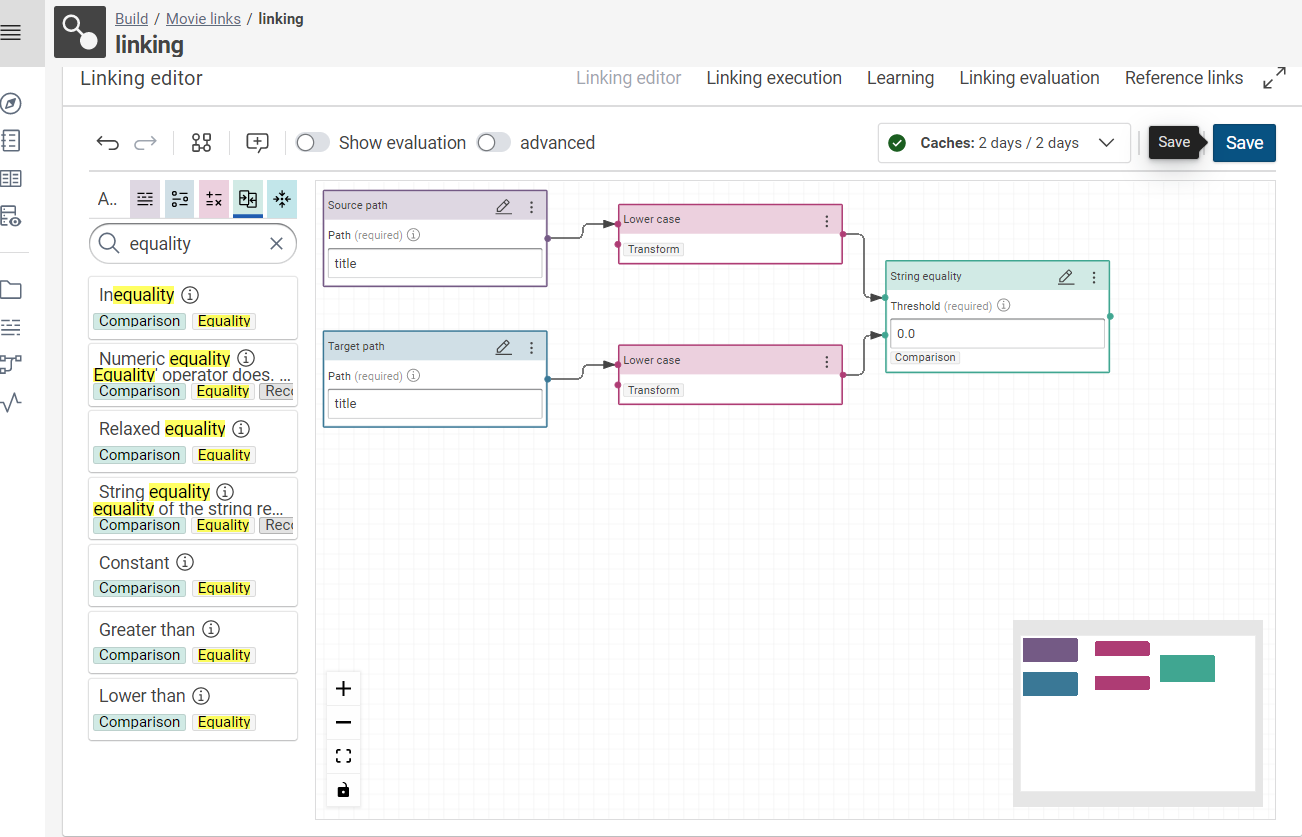 Build / Movie links / linking
linking
Linking editor
Linking editor Linking execution Learning Linking evaluation Reference links
Show evaluation advanced Caches: 2 days / 2 days Save Save
A..
equality
Inequality
Comparison Equality
Numeric equality
Equality' operator does. ...
Comparison Equality Reco
Relaxed equality
Comparison Equality
String equality
equality of the string re...
Comparison Equality Reco
Constant
Comparison Equality
Greater than
Comparison Equality
Lower than
Comparison Equality
Source path
Path (required)
title
Lower case
Transform
Target path
Path (required)
title
Lower case
Transform
String equality
Threshold (required)
0.0
Comparison